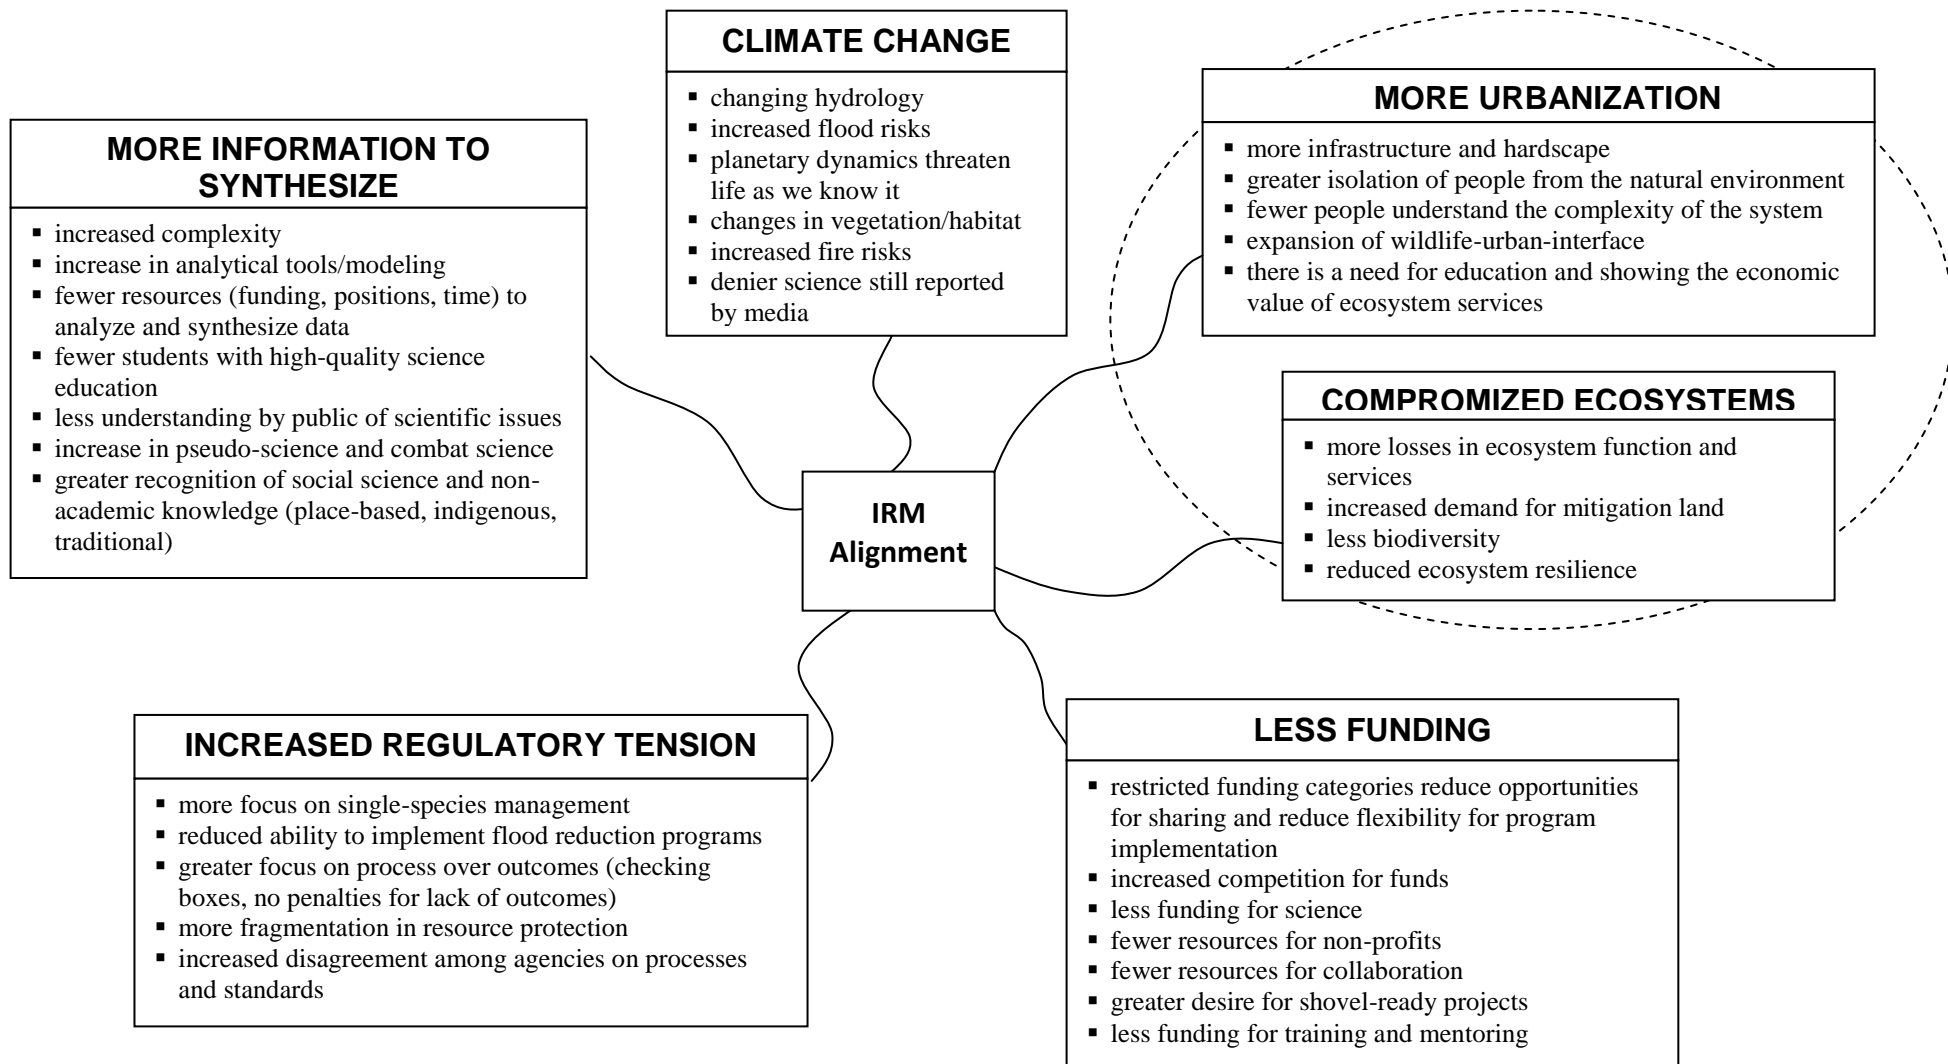 CLIMATE CHANGE
▪ changing hydrology
▪ increased flood risks
▪ planetary dynamics threaten
life as we know it
▪ changes in vegetation/habitat
▪ increased fire risks
▪ denier science still reported
by media
MORE URBANIZATION
▪ more infrastructure and hardscape
▪ greater isolation of people from the natural environment
▪ fewer people understand the complexity of the system
▪ expansion of wildlife-urban-interface
▪ there is a need for education and showing the economic
value of ecosystem services
MORE INFORMATION TO
SYNTHESIZE
▪ increased complexity
▪ increase in analytical tools/modeling
▪ fewer resources (funding, positions, time) to
analyze and synthesize data
▪ fewer students with high-quality science
education
▪ less understanding by public of scientific issues
▪ increase in pseudo-science and combat science
▪ greater recognition of social science and non-
academic knowledge (place-based, indigenous,
traditional)
COMPROMIZED ECOSYSTEMS
▪ more losses in ecosystem function and
services
▪ increased demand for mitigation land
▪ less biodiversity
▪ reduced ecosystem resilience
IRM
Alignment
INCREASED REGULATORY TENSION
▪ more focus on single-species management
▪ reduced ability to implement flood reduction programs
▪ greater focus on process over outcomes (checking
boxes, no penalties for lack of outcomes)
▪ more fragmentation in resource protection
▪ increased disagreement among agencies on processes
and standards
LESS FUNDING
▪ restricted funding categories reduce opportunities
for sharing and reduce flexibility for program
implementation
▪ increased competition for funds
▪ less funding for science
▪ fewer resources for non-profits
▪ fewer resources for collaboration
▪ greater desire for shovel-ready projects
▪ less funding for training and mentoring